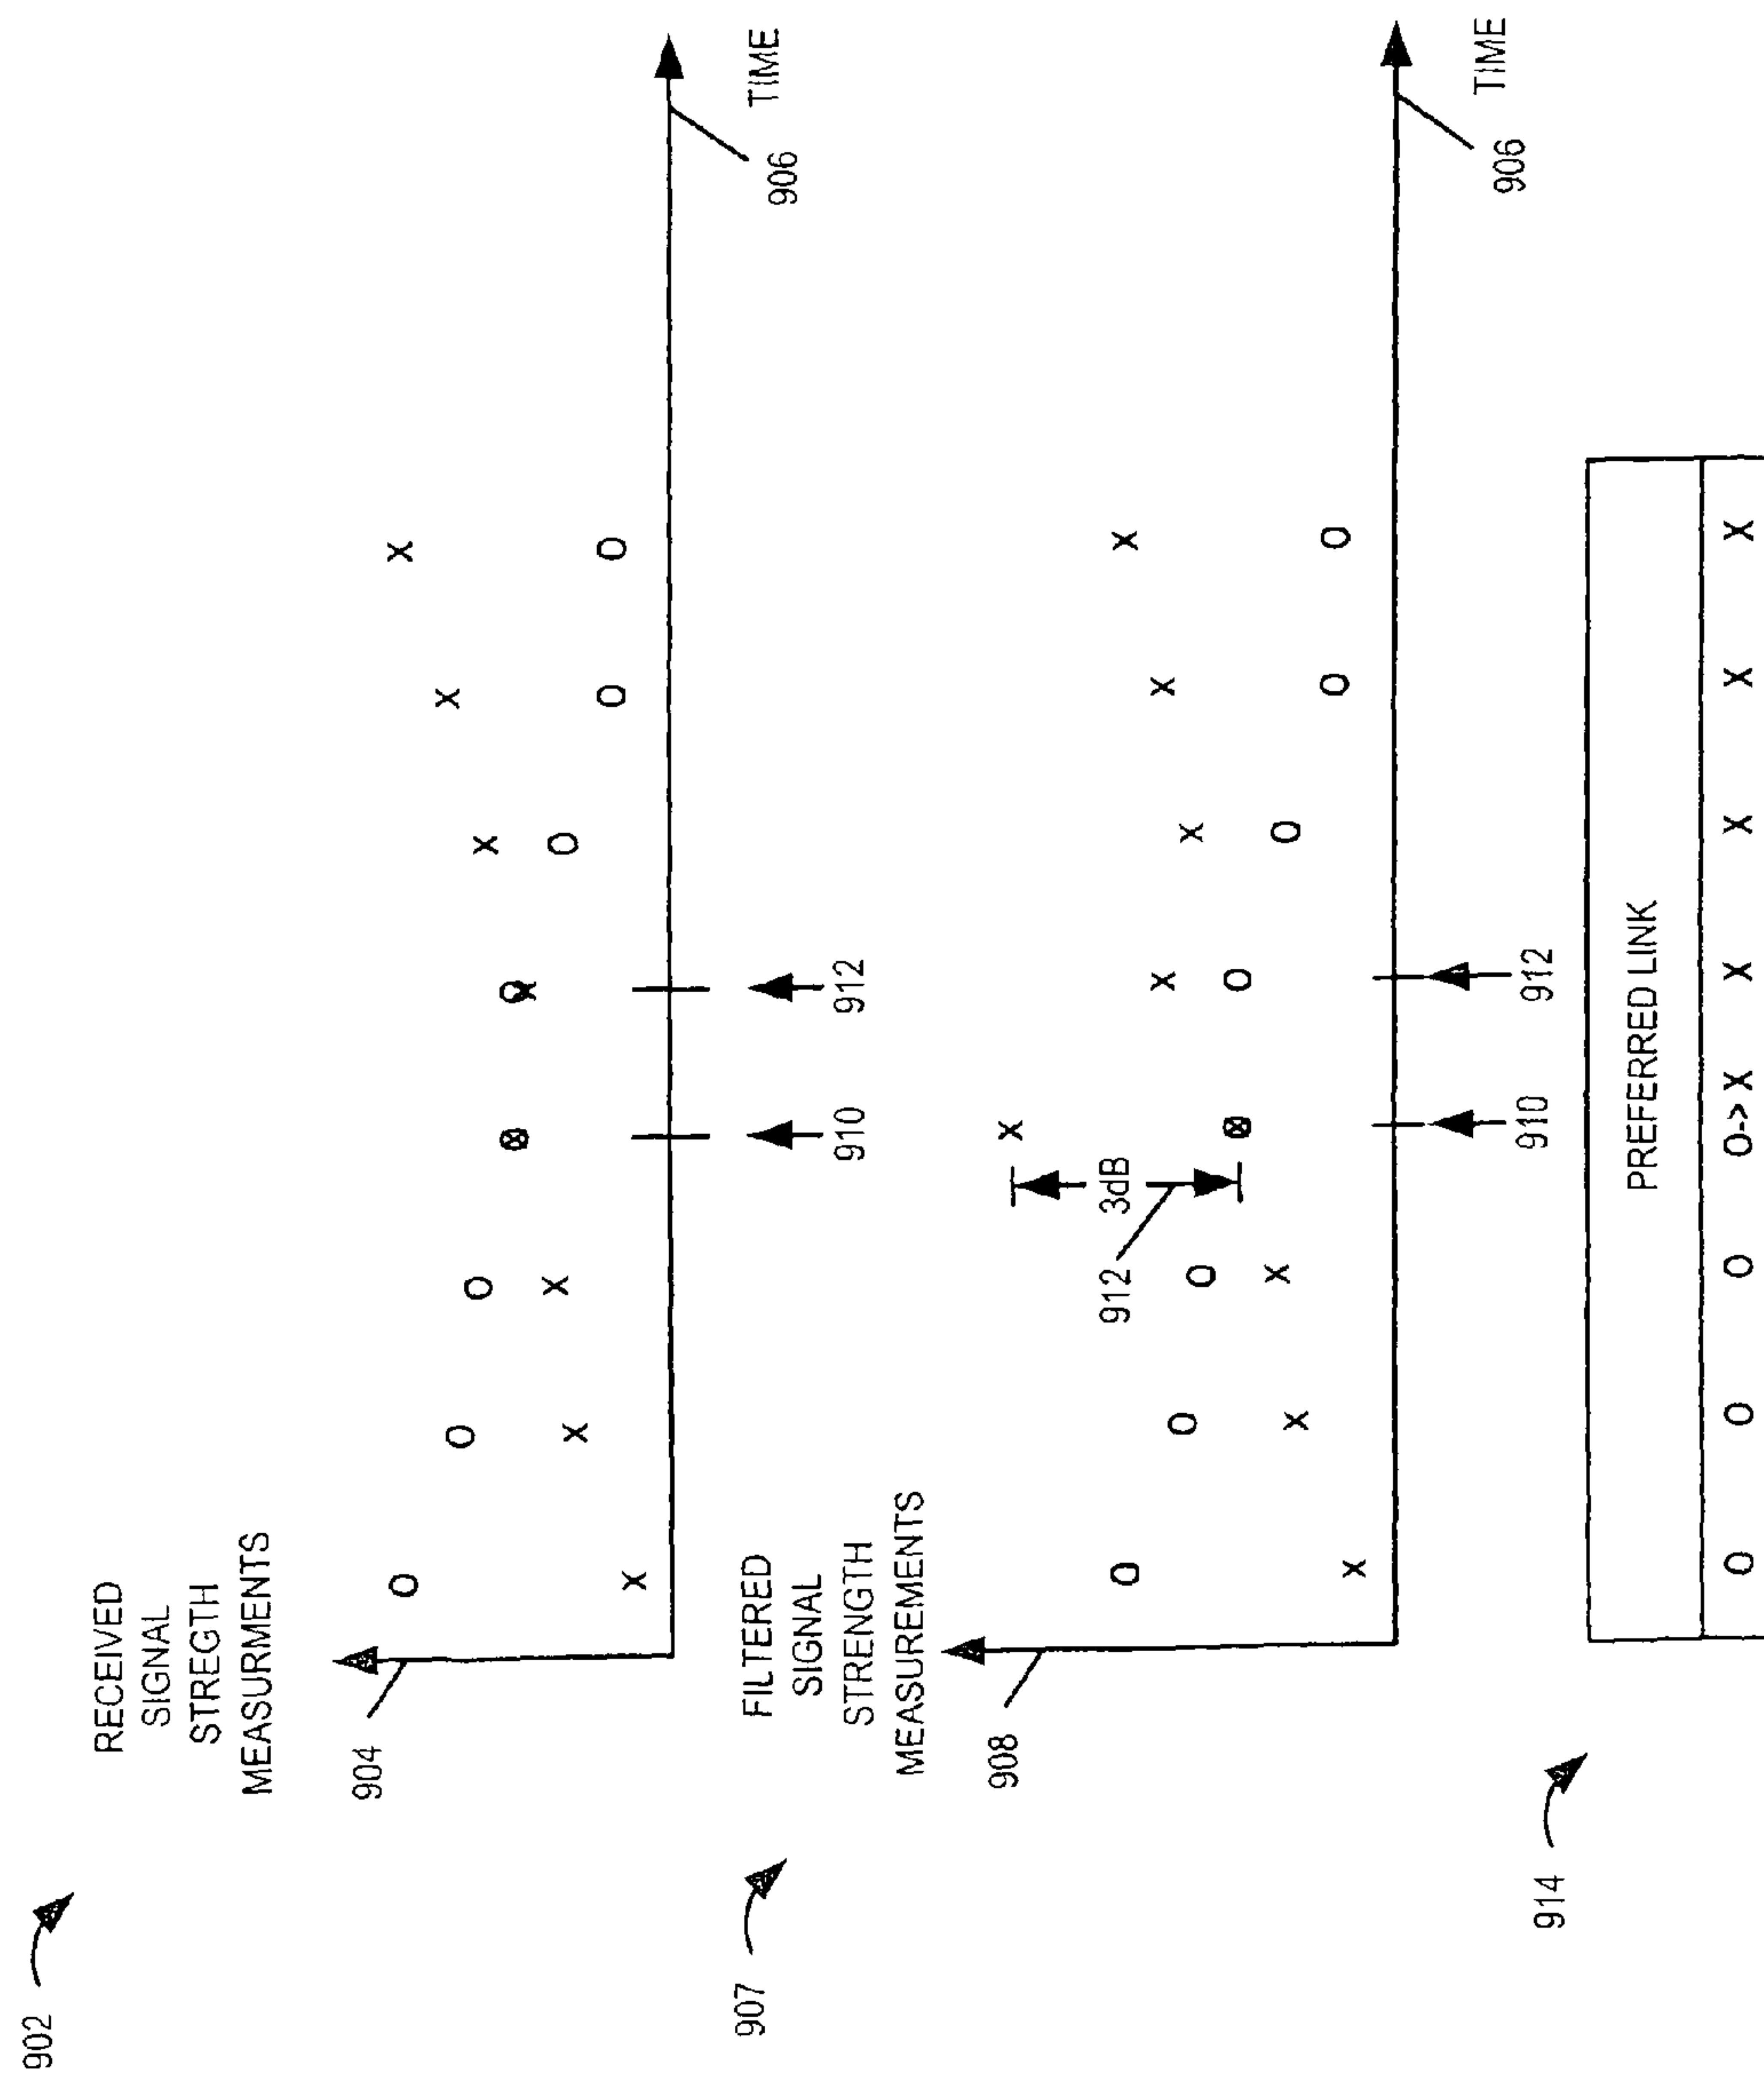 902
RECEIVED
SIGNAL
STREGTH
MEASURMENTS
904
O O O ⊗ O X X X X
X X X O O O
910
912
906
TIME
907
FILTERED
SIGNAL
STRENGTH
MEASUREMENTS
908
O O O X X X X X
X X X ⊗ O O O O
912
3dB
910
912
906
TIME
914
PREFERRED LINK
O O O O->X X X X X